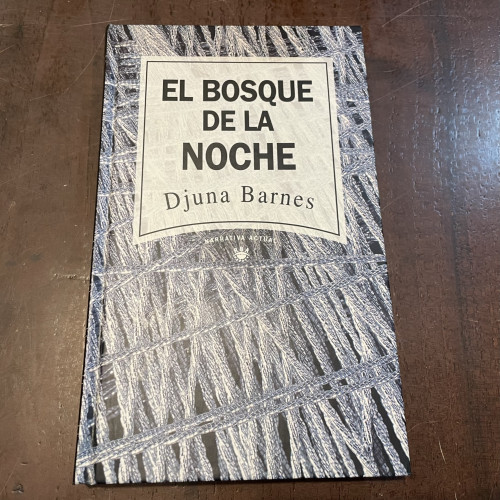 EL BOSQUE
DE LA
NOCHE
Djuna Barnes
NARRATIVA ACTUAL